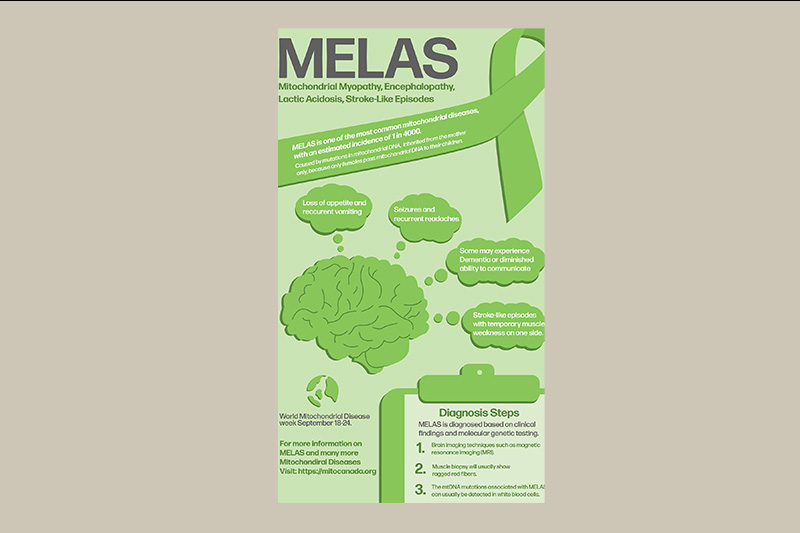 MELAS
Mitochondrial Myopathy, Encephalopathy,
Lactic Acidosis, Stroke-Like Episodes
MELAS is one of the most common mitochondrial diseases,
with an estimated incidence of 1 in 4000.
Caused by mutations in mitochondrial DNA, inherited from the mother
only, because only females pass mitochondrial DNA to their children.
Loss of appetite and
reccurent vomiting
Seizures and
recurrent readaches
Some may experience
Dementia or diminished
ability to communicate
Stroke-like episodes
with temporary muscle
weakness on one side.
World Mitochondrial Disease
week September 18-24.
For more Information on
MELAS and many more
Mitochondiral Diseases
Visit: https://mitocanada.org
Diagnosis Steps
MELAS is diagnosed based on clinical
findings and molecular genetic testing.
1. Brain imaging techniques such as magnetic
resonance imaging (MRI).
2. Muscle biopsy will usually show
ragged red fibers.
3. The mtDNA mutations associated with MELAS
can usually be detected in white blood cells.